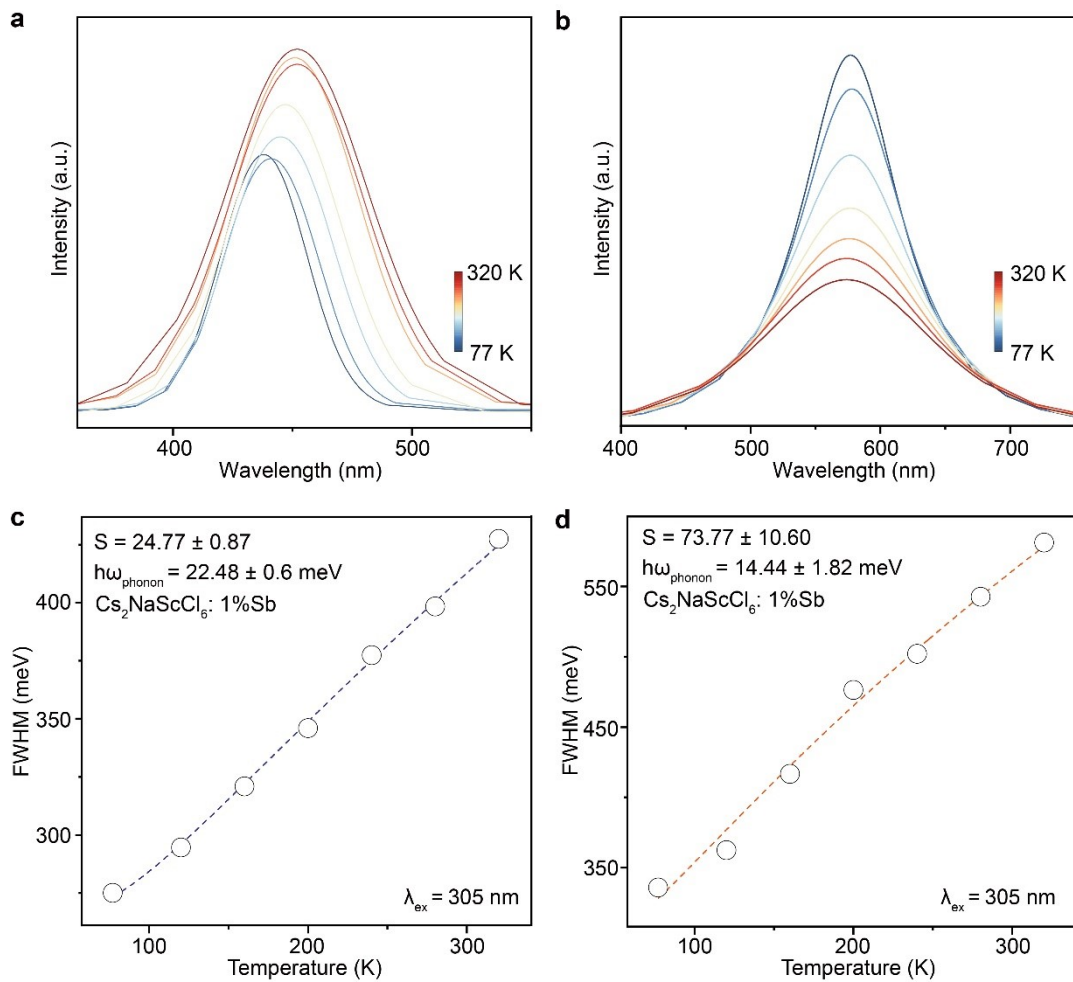 a
Intensity (a.u.)
320 K
77 K
400
500
Wavelength (nm)
b
Intensity (a.u.)
320 K
77 K
400
500
600
700
Wavelength (nm)
c
S = 24.77 ± 0.87
hω_phonon = 22.48 ± 0.6 meV
Cs₂NaScCl₆: 1%Sb
FWHM (meV)
400
350
300
λ_ex = 305 nm
100
200
300
Temperature (K)
d
S = 73.77 ± 10.60
hω_phonon = 14.44 ± 1.82 meV
Cs₂NaScCl₆: 1%Sb
FWHM (meV)
550
450
350
λ_ex = 305 nm
100
200
300
Temperature (K)